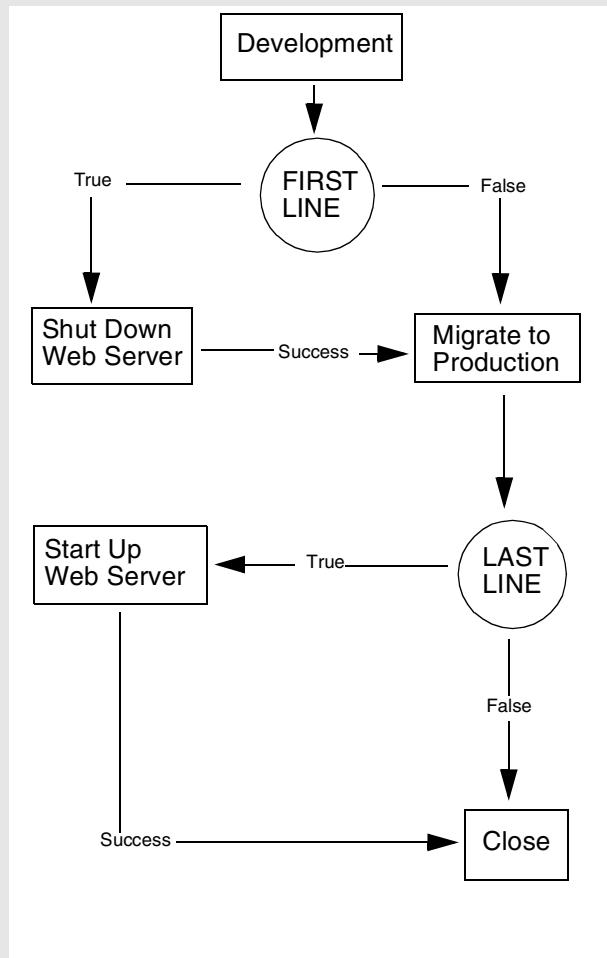 Development
FIRST
LINE
True
False
Shut Down
Web Server
Success
Migrate to
Production
Start Up
Web Server
True
LAST
LINE
False
Success
Close